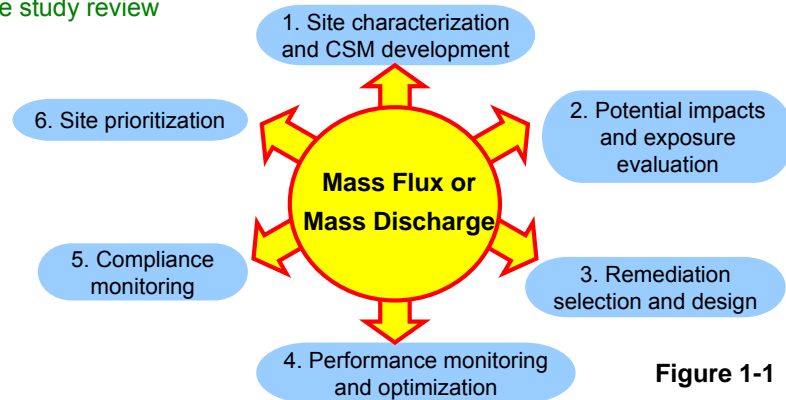 e study review
1. Site characterization
and CSM development
2. Potential impacts
and exposure
evaluation
3. Remediation
selection and design
4. Performance monitoring
and optimization
5. Compliance
monitoring
6. Site prioritization
Mass Flux or
Mass Discharge
Figure 1-1